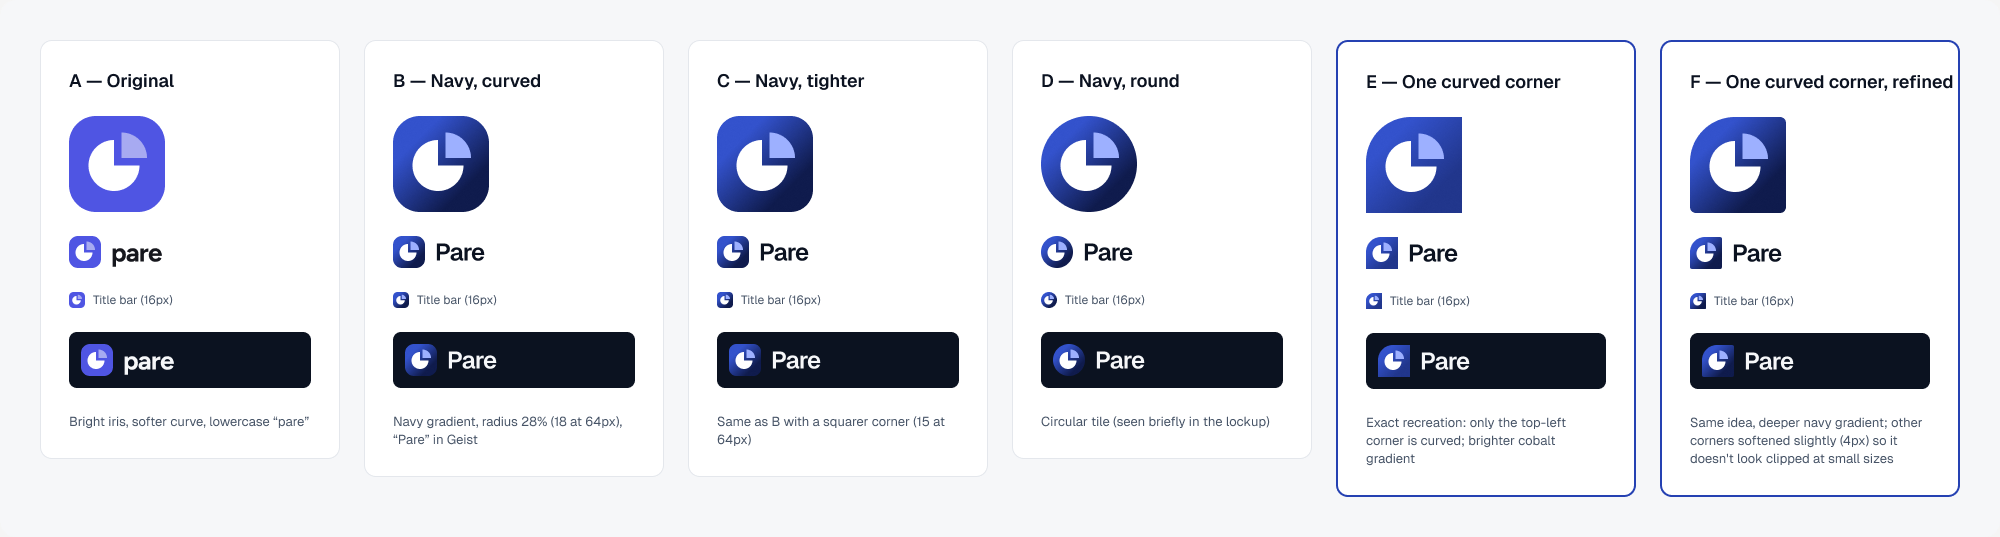 A — Original
pare
Title bar (16px)
pare
Bright iris, softer curve, lowercase “pare”
B — Navy, curved
Pare
Title bar (16px)
Pare
Navy gradient, radius 28% (18 at 64px),
“Pare” in Geist
C — Navy, tighter
Pare
Title bar (16px)
Pare
Same as B with a squarer corner (15 at
64px)
D — Navy, round
Pare
Title bar (16px)
Pare
Circular tile (seen briefly in the lockup)
E — One curved corner
Pare
Title bar (16px)
Pare
Exact recreation: only the top-left
corner is curved; brighter cobalt
gradient
F — One curved corner, refined
Pare
Title bar (16px)
Pare
Same idea, deeper navy gradient; other
corners softened slightly (4px) so it
doesn't look clipped at small sizes